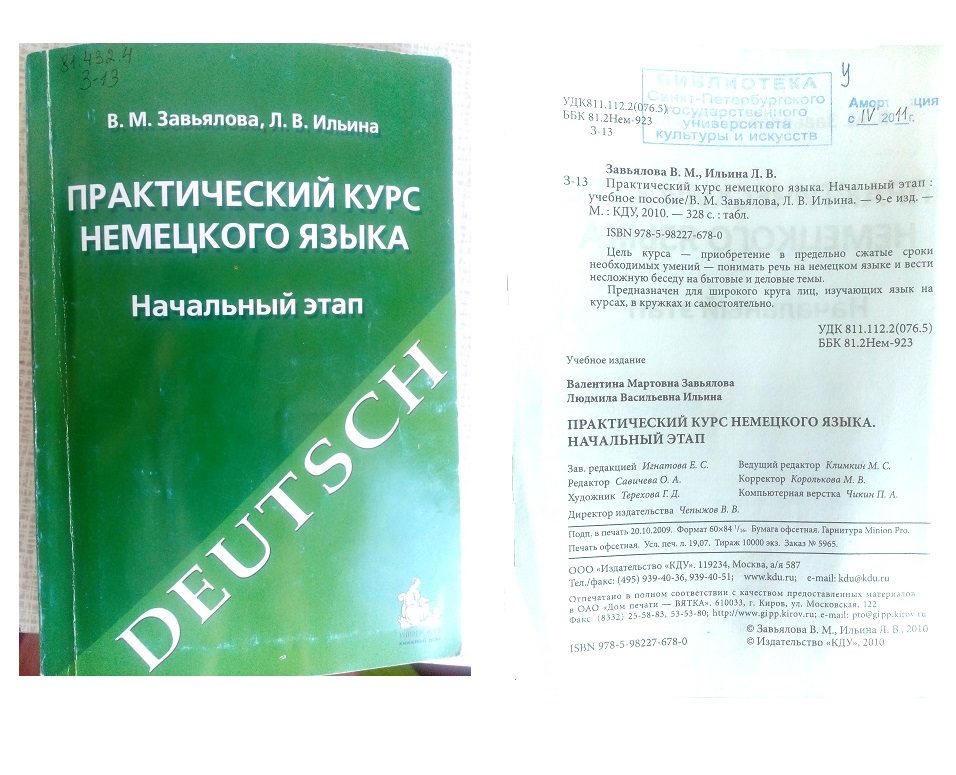 81.432.4
З-13
В. М. Завьялова, Л. В. Ильина
ПРАКТИЧЕСКИЙ КУРС
НЕМЕЦКОГО ЯЗЫКА
Начальный этап
DEUTSCH
У
БИБЛИОТЕКА
Санкт-Петербургского
государственного
университета
культуры и искусств
Аморт ция
с IV 2011 г.
УДК811.112.2(076.5)
ББК 81.2Нем-923
З-13
Завьялова В. М., Ильина Л. В.
З-13 Практический курс немецкого языка. Начальный этап :
учебное пособие/В. М. Завьялова, Л. В. Ильина. — 9-е изд. —
М. : КДУ, 2010. — 328 с. : табл.
ISBN 978-5-98227-678-0
Цель курса — приобретение в предельно сжатые сроки
необходимых умений — понимать речь на немецком языке и вести
несложную беседу на бытовые и деловые темы.
Предназначен для широкого круга лиц, изучающих язык на
курсах, в кружках и самостоятельно.
УДК 811.112.2(076.5)
ББК 81.2Нем-923
Учебное издание
Валентина Мартовна Завьялова
Людмила Васильевна Ильина
ПРАКТИЧЕСКИЙ КУРС НЕМЕЦКОГО ЯЗЫКА.
НАЧАЛЬНЫЙ ЭТАП
Зав. редакцией Игнатова Е. С. Ведущий редактор Климкин М. С.
Редактор Савичева О. А. Корректор Королькова М. В.
Художник Терехова Г. Д. Компьютерная верстка Чикин П. А.
Директор издательства Чепыжов В. В.
Подп. в печать 20.10.2009. Формат 60×84 1/16. Бумага офсетная. Гарнитура Minion Pro.
Печать офсетная. Усл. печ. л. 19,07. Тираж 10000 экз. Заказ № 5965.
ООО «Издательство «КДУ». 119234, Москва, а/я 587
Тел./факс: (495) 939-40-36, 939-40-51; www.kdu.ru; e-mail: kdu@kdu.ru
Отпечатано в полном соответствии с качеством предоставленных материалов
в ОАО «Дом печати — ВЯТКА». 610033, г. Киров, ул. Московская, 122
Факс: (8332) 25-58-83, 53-53-80; http://www.gipp.kirov.ru; e-mail: pro@gipp.kirov.ru
© Завьялова В. М., Ильина Л. В., 2010
ISBN 978-5-98227-678-0 © Издательство «КДУ», 2010